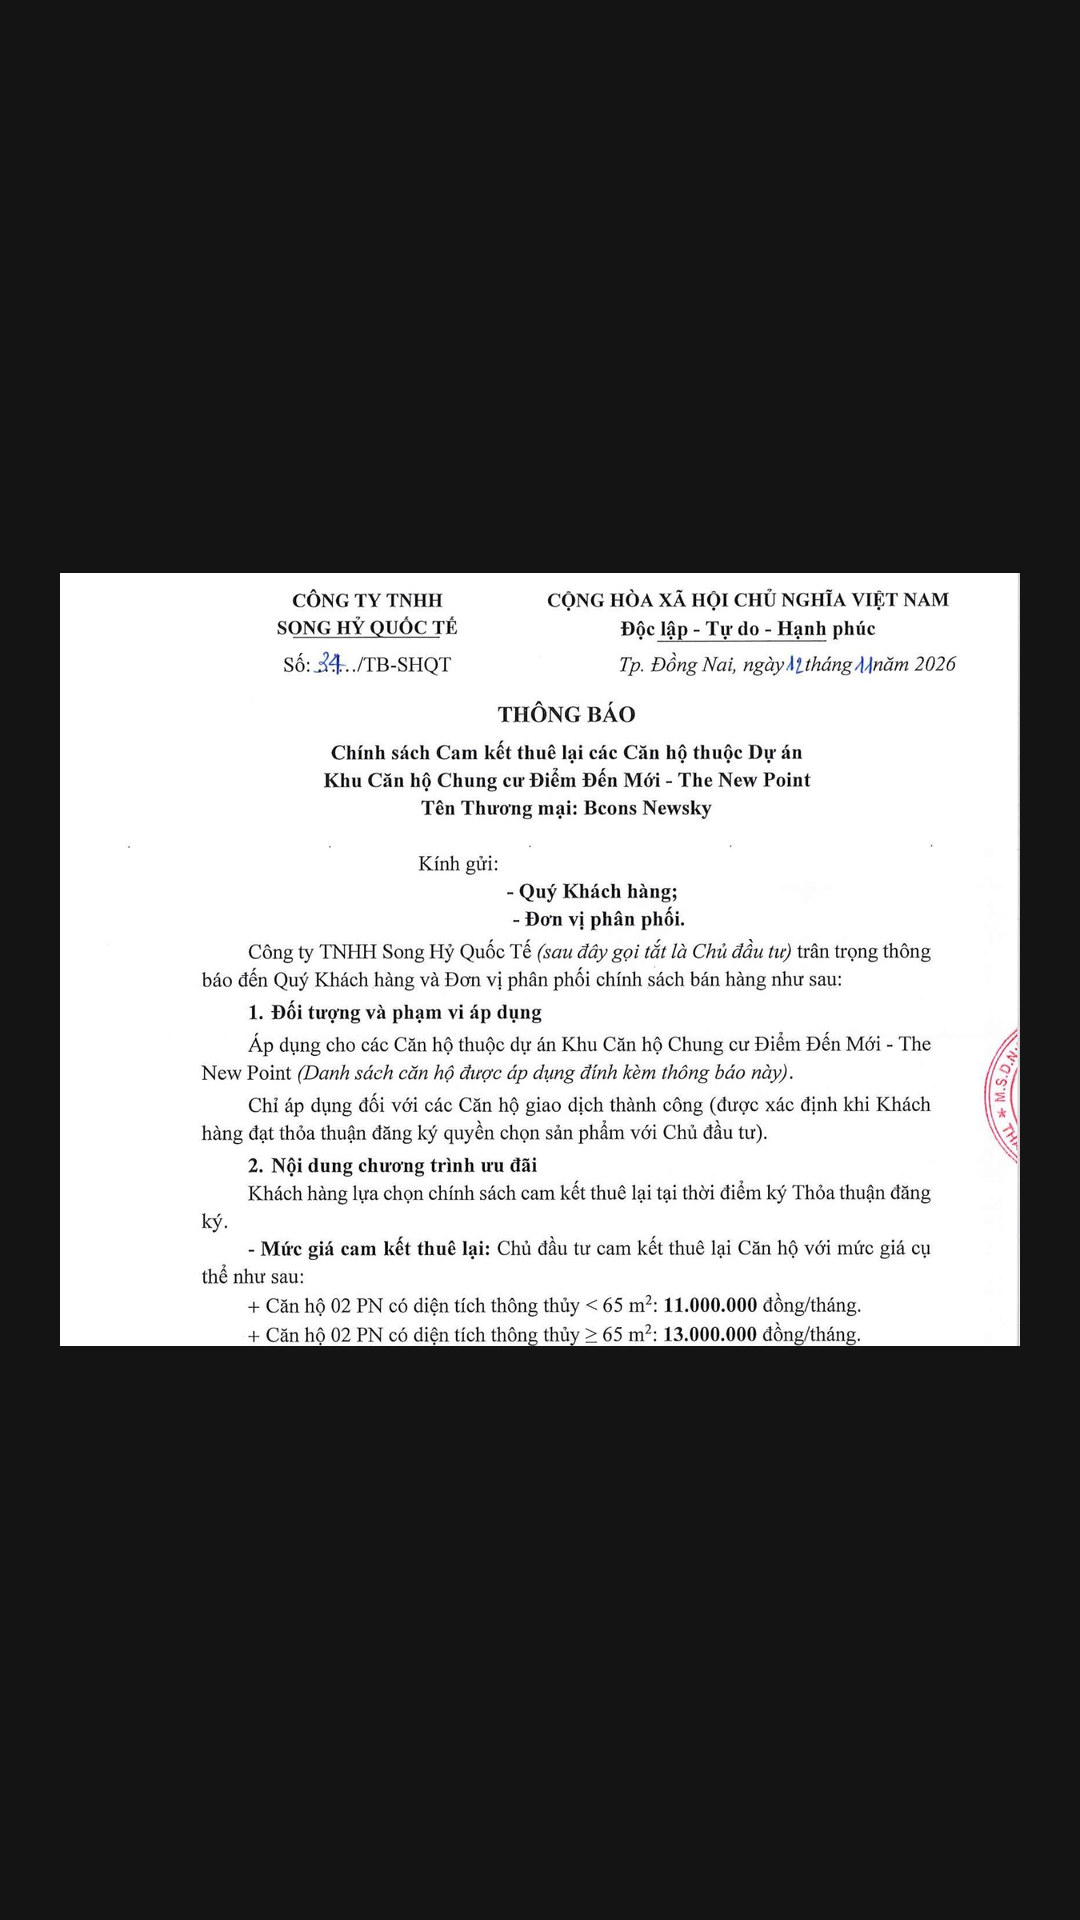 CÔNG TY TNHH
SONG HỶ QUỐC TẾ
Số: 34.../TB-SHQT
CỘNG HÒA XÃ HỘI CHỦ NGHĨA VIỆT NAM
Độc lập - Tự do - Hạnh phúc
Tp. Đồng Nai, ngày 12 tháng 11 năm 2026
THÔNG BÁO
Chính sách Cam kết thuê lại các Căn hộ thuộc Dự án
Khu Căn hộ Chung cư Điểm Đến Mới - The New Point
Tên Thương mại: Bcons Newsky
Kính gửi:
- Quý Khách hàng;
- Đơn vị phân phối.
Công ty TNHH Song Hỷ Quốc Tế (sau đây gọi tắt là Chủ đầu tư) trân trọng thông
báo đến Quý Khách hàng và Đơn vị phân phối chính sách bán hàng như sau:
1. Đối tượng và phạm vi áp dụng
Áp dụng cho các Căn hộ thuộc dự án Khu Căn hộ Chung cư Điểm Đến Mới - The
New Point (Danh sách căn hộ được áp dụng đính kèm thông báo này).
Chỉ áp dụng đối với các Căn hộ giao dịch thành công (được xác định khi Khách
hàng đạt thỏa thuận đăng ký quyền chọn sản phẩm với Chủ đầu tư).
2. Nội dung chương trình ưu đãi
Khách hàng lựa chọn chính sách cam kết thuê lại tại thời điểm ký Thỏa thuận đăng
ký.
- Mức giá cam kết thuê lại: Chủ đầu tư cam kết thuê lại Căn hộ với mức giá cụ
thể như sau:
+ Căn hộ 02 PN có diện tích thông thủy < 65 m²: 11.000.000 đồng/tháng.
+ Căn hộ 02 PN có diện tích thông thủy ≥ 65 m²: 13.000.000 đồng/tháng.
* M.S.D.N: